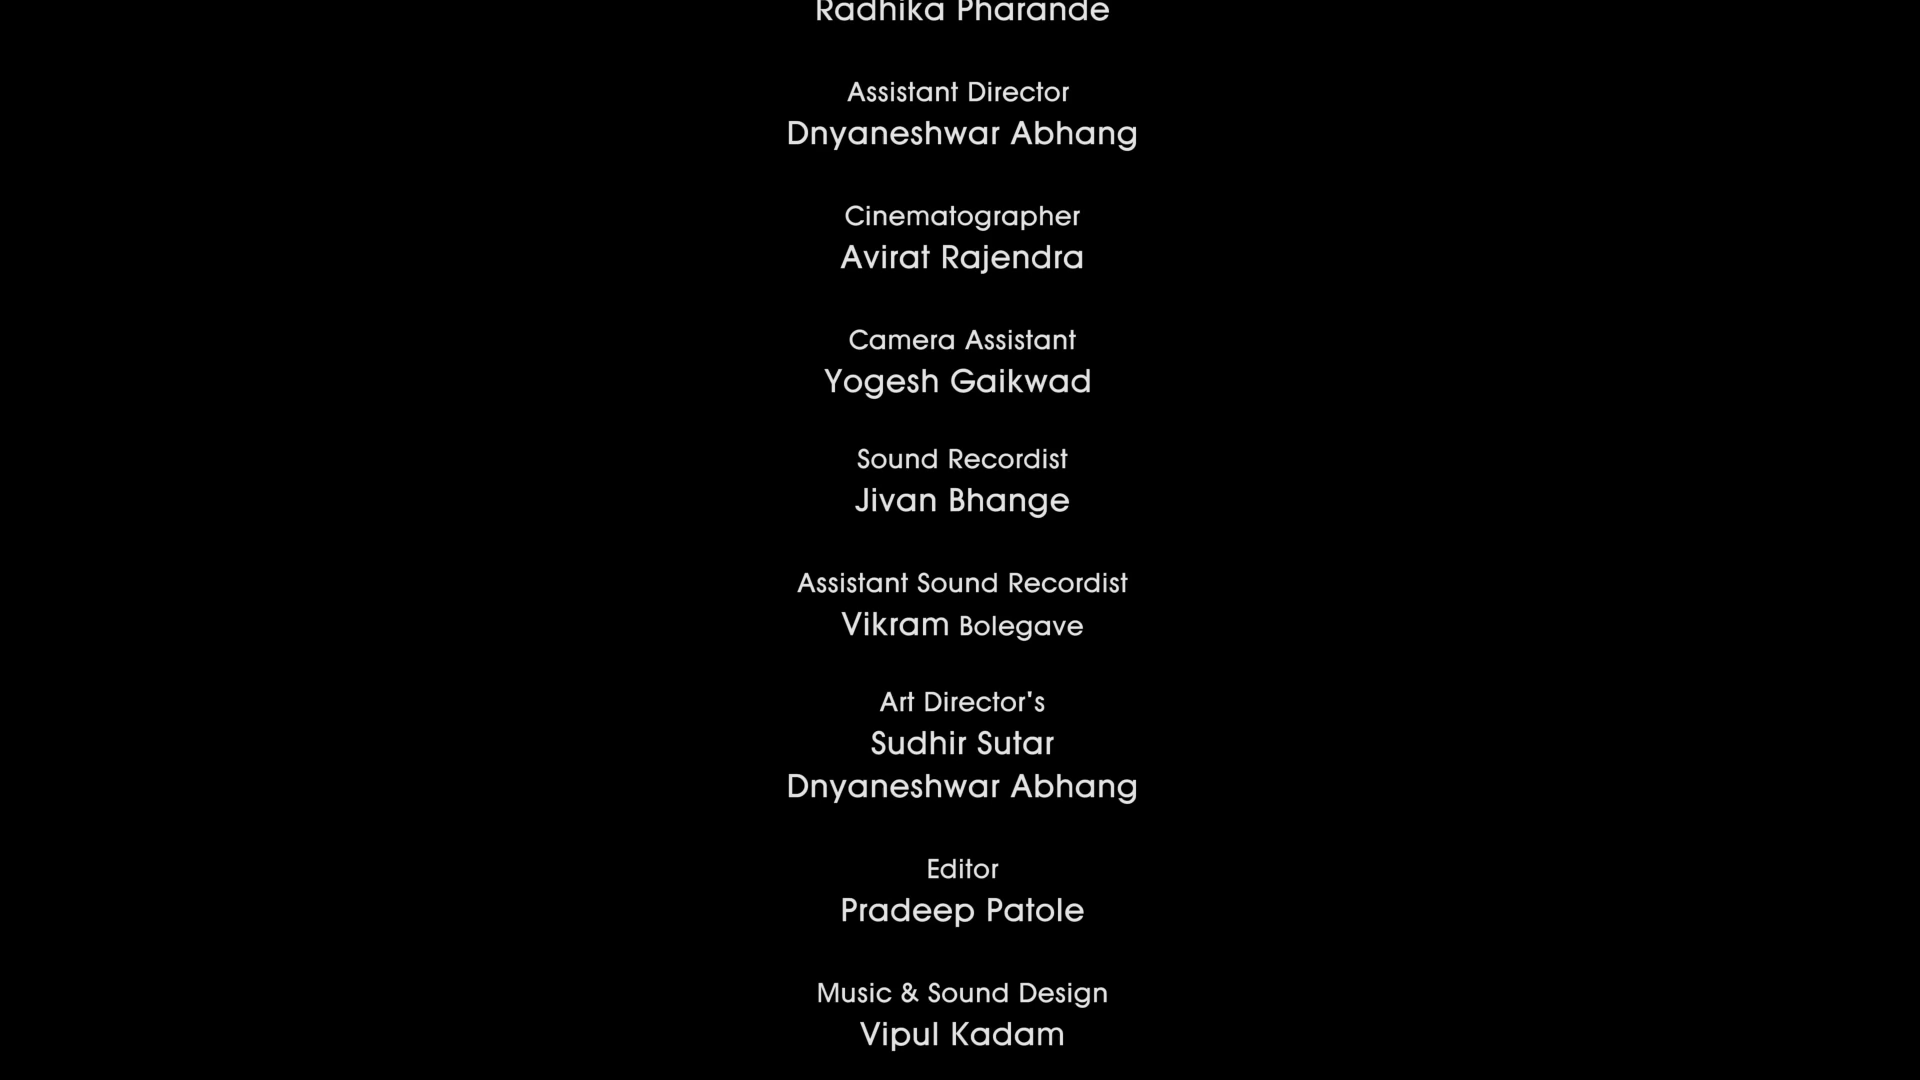 Radhika Pharande
Assistant Director
Dnyaneshwar Abhang
Cinematographer
Avirat Rajendra
Camera Assistant
Yogesh Gaikwad
Sound Recordist
Jivan Bhange
Assistant Sound Recordist
Vikram Bolegave
Art Director's
Sudhir Sutar
Dnyaneshwar Abhang
Editor
Pradeep Patole
Music & Sound Design
Vipul Kadam